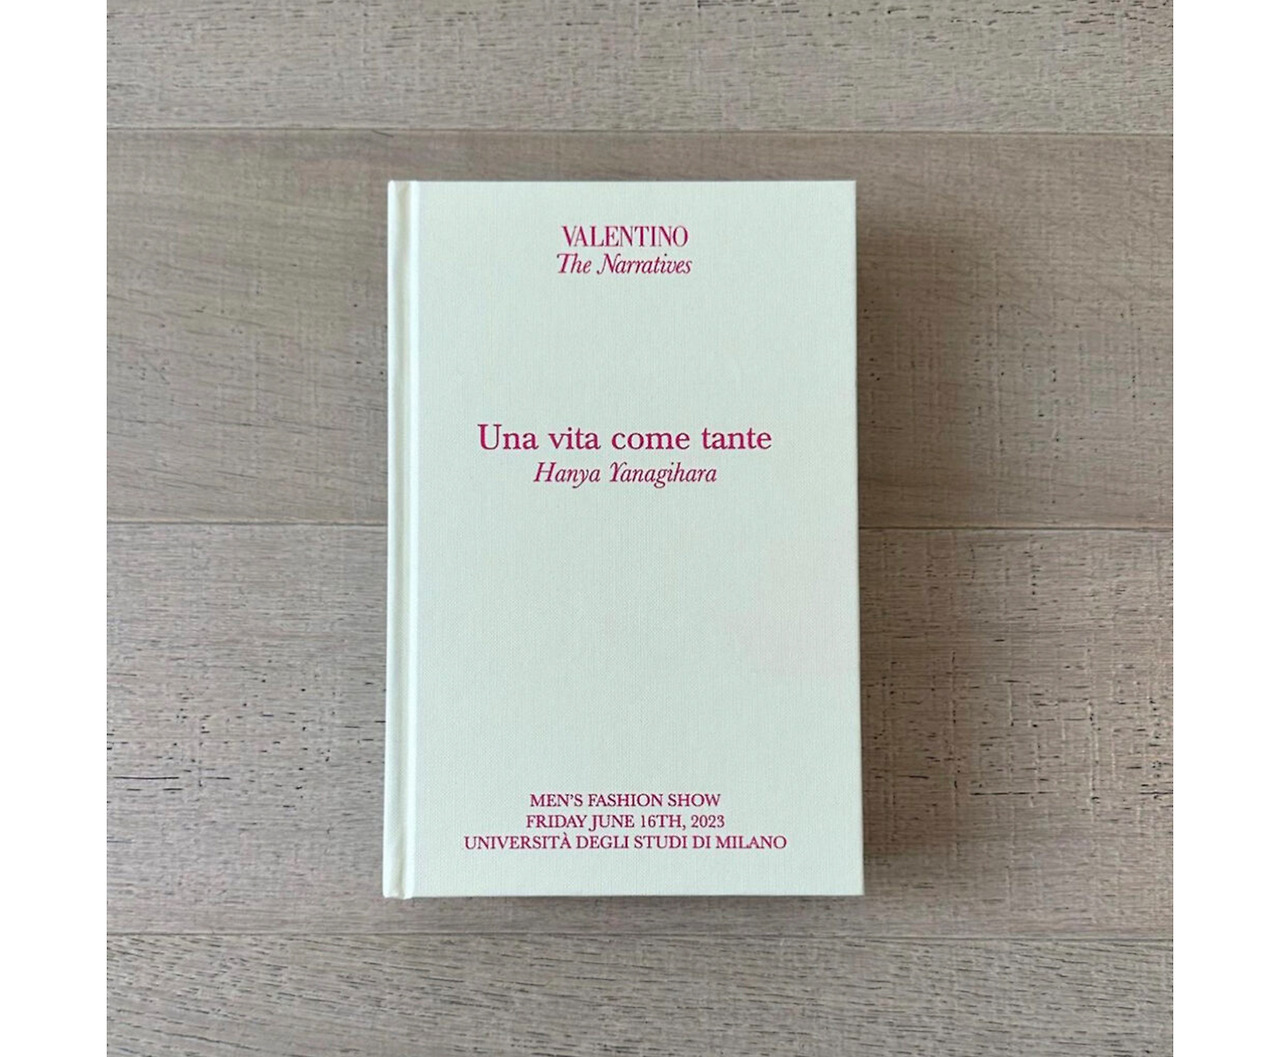 VALENTINO
The Narratives
Una vita come tante
Hanya Yanagihara
MEN'S FASHION SHOW
FRIDAY JUNE 16TH, 2023
UNIVERSITÀ DEGLI STUDI DI MILANO